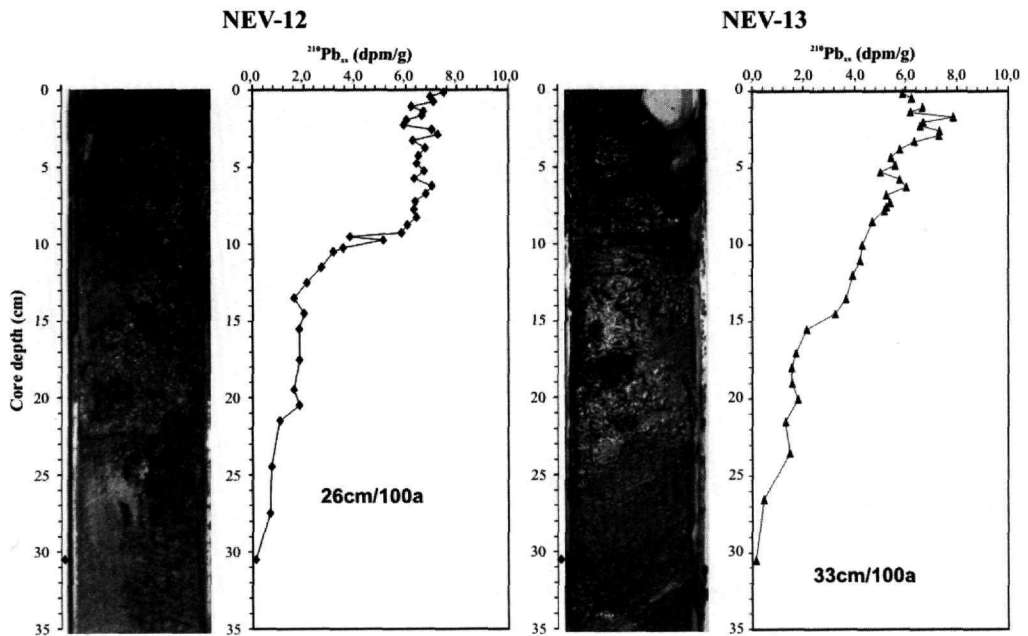 NEV-12
NEV-13
²¹⁰Pbₓₛ (dpm/g)
²¹⁰Pbₓₛ (dpm/g)
0,0 2,0 4,0 6,0 8,0 10,0
0,0 2,0 4,0 6,0 8,0 10,0
Core depth (cm)
0 0 0 0
5 5 5 5
10 10 10 10
15 15 15 15
20 20 20 20
25 25 25 25
26cm/100a
30 30 30 30
33cm/100a
35 35 35 35